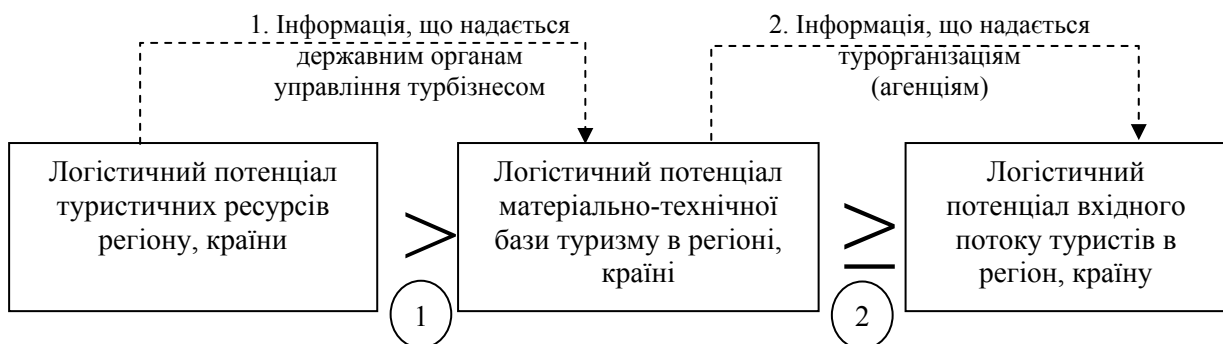 1. Інформація, що надається
державним органам
управління турбізнесом
2. Інформація, що надається
турорганізаціям
(агенціям)
Логістичний потенціал
туристичних ресурсів
регіону, країни
>
1
Логістичний потенціал
матеріально-технічної
бази туризму в регіоні,
країні
≥
2
Логістичний
потенціал вхідного
потоку туристів в
регіон, країну